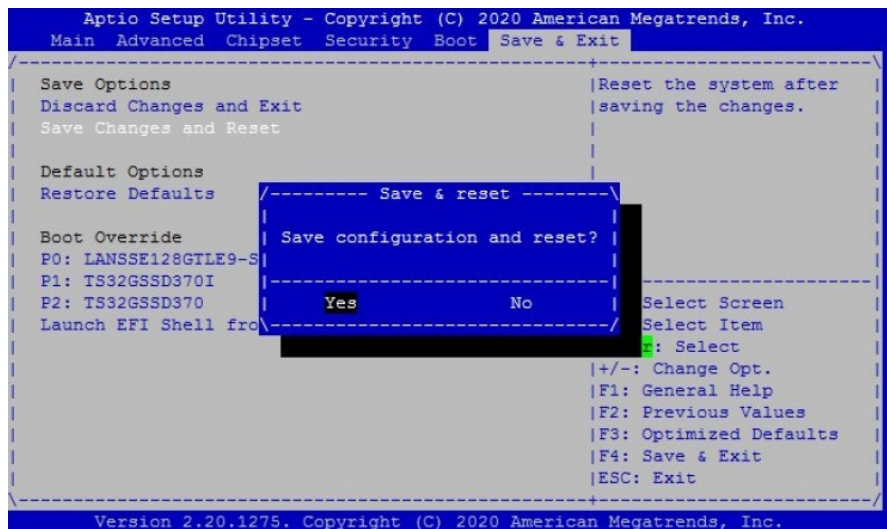 Aptio Setup Utility - Copyright (C) 2020 American Megatrends, Inc.
Main Advanced Chipset Security Boot Save & Exit
Save Options
Discard Changes and Exit
Save Changes and Reset
Default Options
Restore Defaults
Boot Override
P0: LANSSE128GTLE9-S
P1: TS32GSSD370I
P2: TS32GSSD370
Launch EFI Shell fro
Save & reset
Save configuration and reset?
Yes No
Reset the system after
saving the changes.
Select Screen
Select Item
r: Select
+/-: Change Opt.
F1: General Help
F2: Previous Values
F3: Optimized Defaults
F4: Save & Exit
ESC: Exit
Version 2.20.1275. Copyright (C) 2020 American Megatrends, Inc.